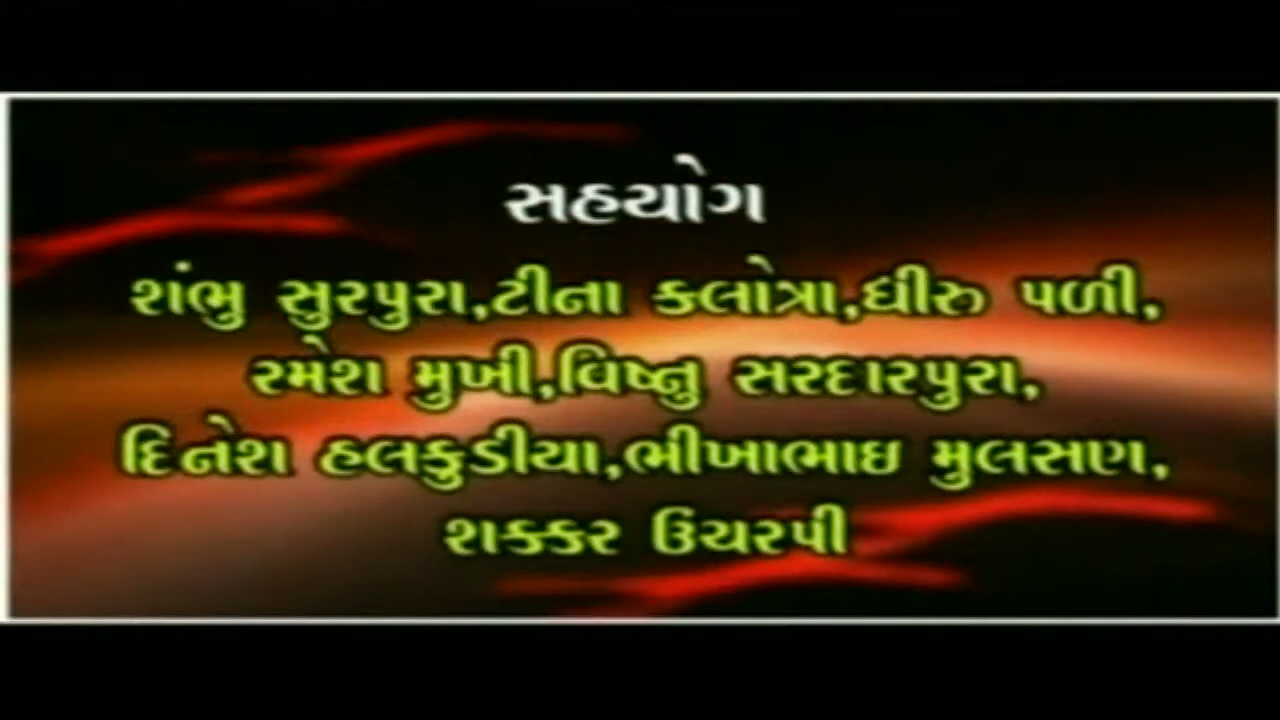 સહયોગ
શંભુ સુરપુરા,ટીના કલોત્રા,ધીરુ પળી,
રમેશ મુખી,વિષ્નુ સરદારપુરા,
દિનેશ હલકુડીયા,ભીખાભાઇ મુલસણ,
શક્કર ઉંચરપી